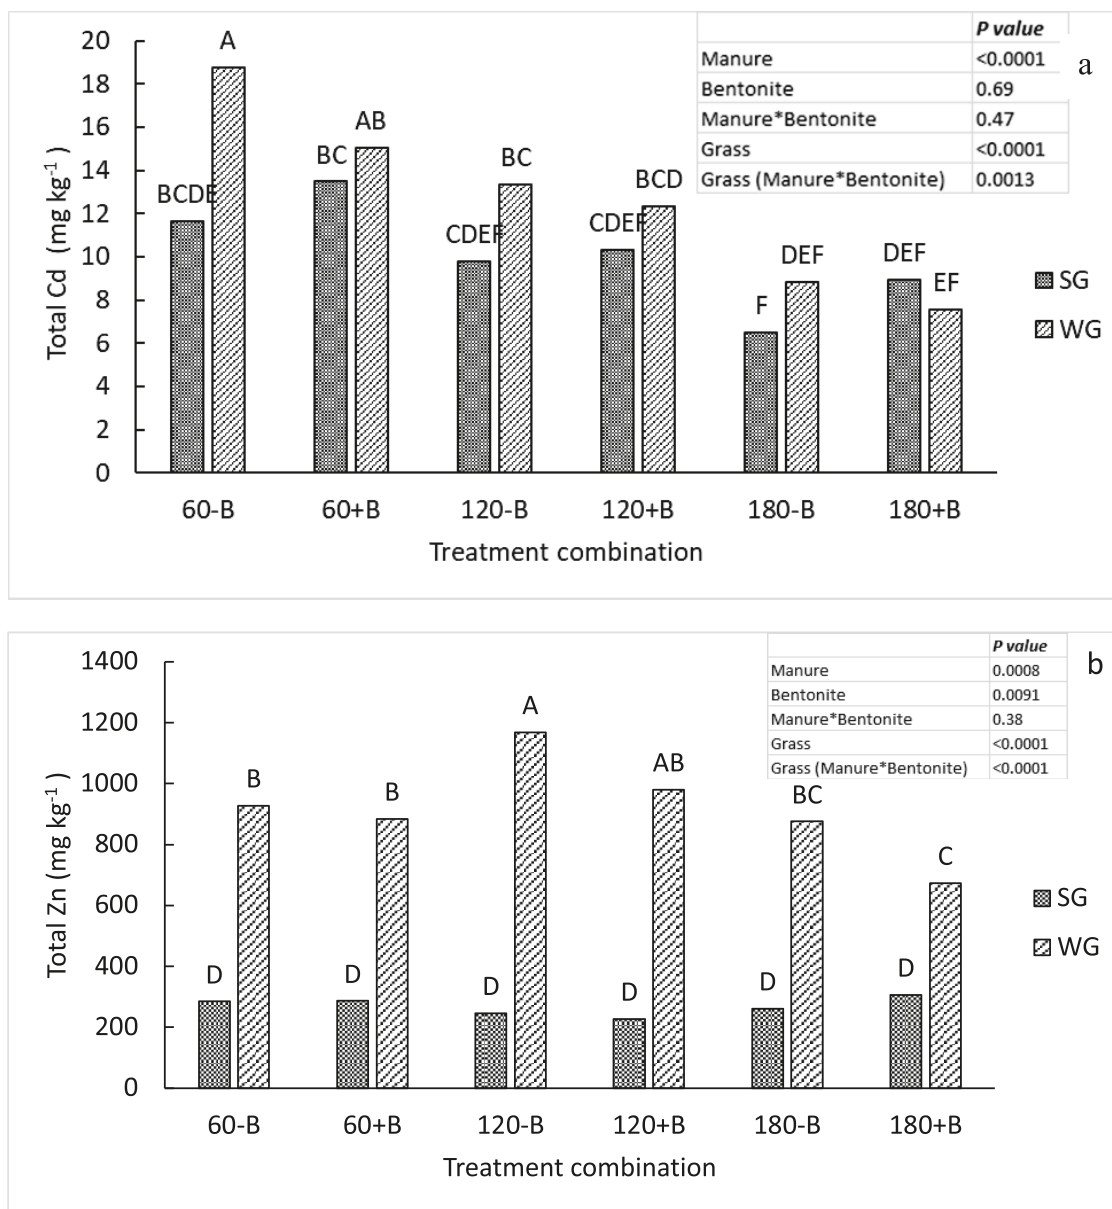 P value
Manure <0.0001
Bentonite 0.69
Manure*Bentonite 0.47
Grass <0.0001
Grass (Manure*Bentonite) 0.0013
a
Total Cd (mg kg⁻¹)
20
18
16
14
12
10
8
6
4
2
0
BCDE A BC AB CDEF BC CDEF BCD F DEF DEF EF
SG
WG
60-B 60+B 120-B 120+B 180-B 180+B
Treatment combination
P value
Manure 0.0008
Bentonite 0.0091
Manure*Bentonite 0.38
Grass <0.0001
Grass (Manure*Bentonite) <0.0001
b
Total Zn (mg kg⁻¹ )
1400
1200
1000
800
600
400
200
0
D B D B D A D AB D BC D C
SG
WG
60-B 60+B 120-B 120+B 180-B 180+B
Treatment combination